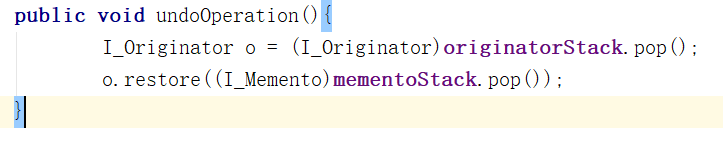 public void undoOperation(){
I_Originator o = (I_Originator)originatorStack.pop();
o.restore((I_Memento)mementoStack.pop());
}